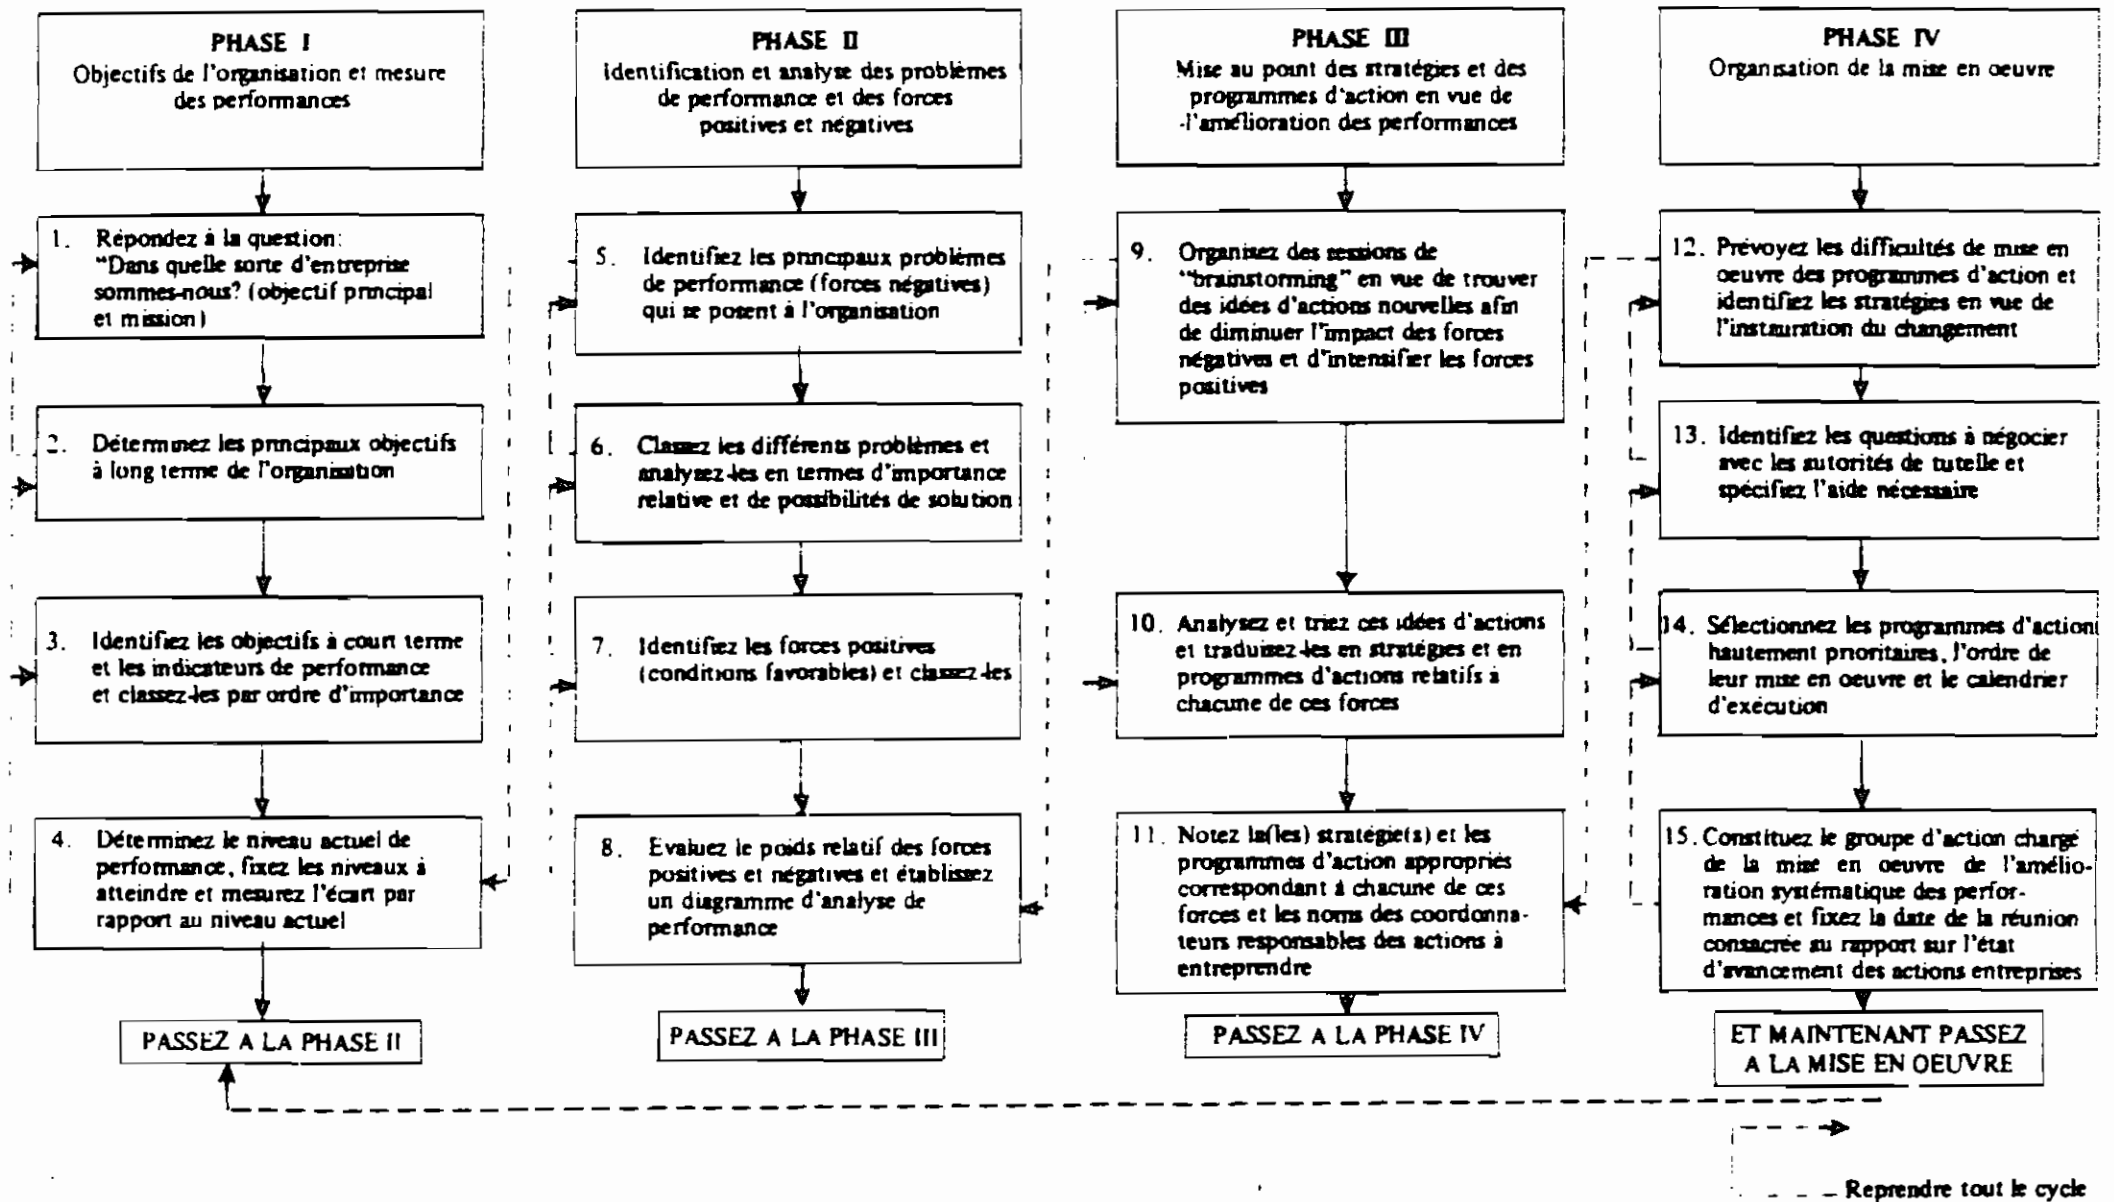 PHASE I
Objectifs de l'organisation et mesure
des performances
1. Répondez à la question:
"Dans quelle sorte d'entreprise
sommes-nous? (objectif principal
et mission)
2. Déterminez les principaux objectifs
à long terme de l'organisation
3. Identifiez les objectifs à court terme
et les indicateurs de performance
et classez-les par ordre d'importance
4. Déterminez le niveau actuel de
performance, fixez les niveaux à
atteindre et mesurez l'écart par
rapport au niveau actuel
PASSEZ A LA PHASE II
PHASE II
Identification et analyse des problèmes
de performance et des forces
positives et négatives
5. Identifiez les principaux problèmes
de performance (forces négatives)
qui se posent à l'organisation
6. Classez les différents problèmes et
analysez-les en termes d'importance
relative et de possibilités de solution
7. Identifiez les forces positives
(conditions favorables) et classez-les
8. Evaluez le poids relatif des forces
positives et négatives et établissez
un diagramme d'analyse de
performance
PASSEZ A LA PHASE III
PHASE III
Mise au point des stratégies et des
programmes d'action en vue de
l'amélioration des performances
9. Organisez des sessions de
"brainstorming" en vue de trouver
des idées d'actions nouvelles afin
de diminuer l'impact des forces
négatives et d'intensifier les forces
positives
10. Analysez et triez ces idées d'actions
et traduisez-les en stratégies et en
programmes d'actions relatifs à
chacune de ces forces
11. Notez la(les) stratégie(s) et les
programmes d'action appropriés
correspondant à chacune de ces
forces et les noms des coordonna-
teurs responsables des actions à
entreprendre
PASSEZ A LA PHASE IV
PHASE IV
Organisation de la mise en oeuvre
12. Prévoyez les difficultés de mise en
oeuvre des programmes d'action et
identifiez les stratégies en vue de
l'instauration du changement
13. Identifiez les questions à négocier
avec les autorités de tutelle et
spécifiez l'aide nécessaire
14. Sélectionnez les programmes d'action
hautement prioritaires, l'ordre de
leur mise en oeuvre et le calendrier
d'exécution
15. Constituez le groupe d'action chargé
de la mise en oeuvre de l'amélio-
ration systématique des perfor-
mances et fixez la date de la réunion
consacrée au rapport sur l'état
d'avancement des actions entreprises
ET MAINTENANT PASSEZ
A LA MISE EN OEUVRE
Reprendre tout le cycle